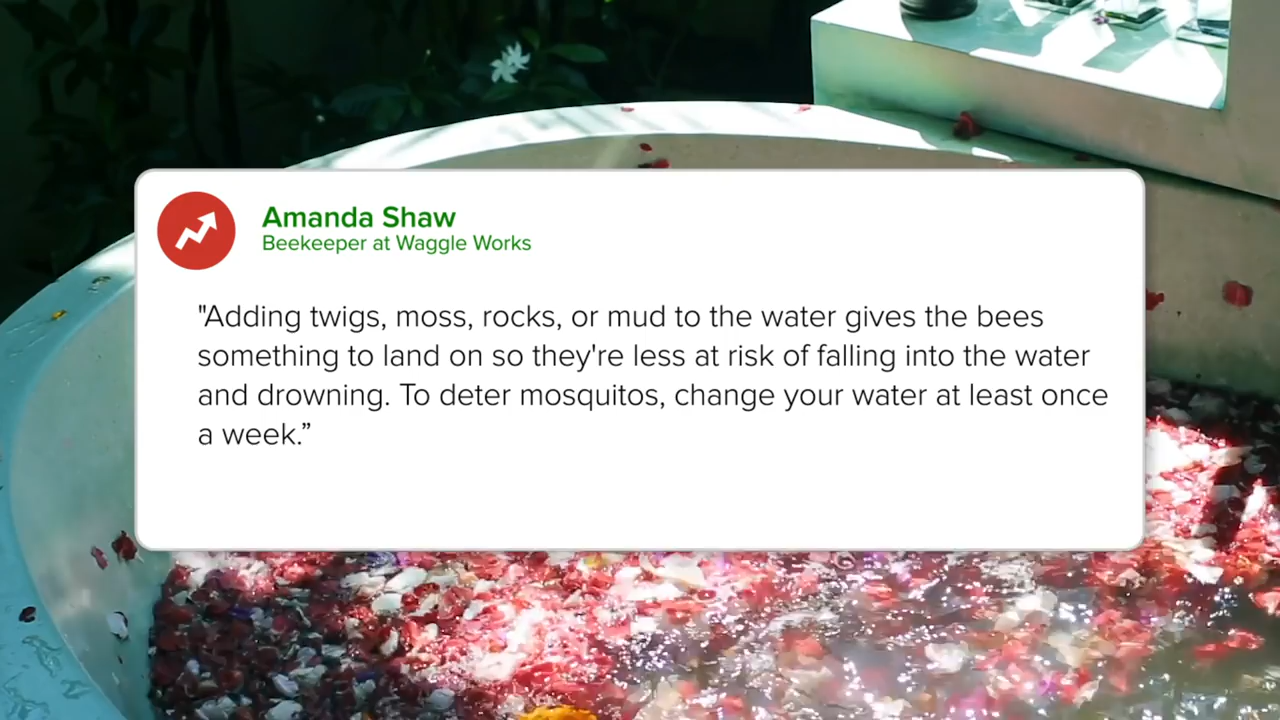 Amanda Shaw
Beekeeper at Waggle Works
"Adding twigs, moss, rocks, or mud to the water gives the bees
something to land on so they're less at risk of falling into the water
and drowning. To deter mosquitos, change your water at least once
a week.”